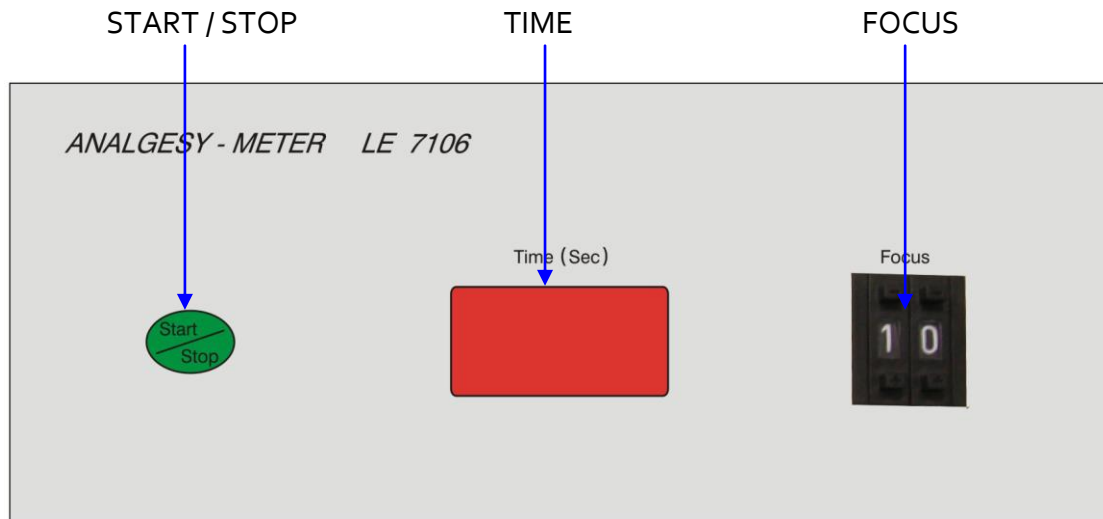 START / STOP TIME FOCUS
ANALGESY - METER LE 7106
Time (Sec) Focus
Start
Stop
1 0